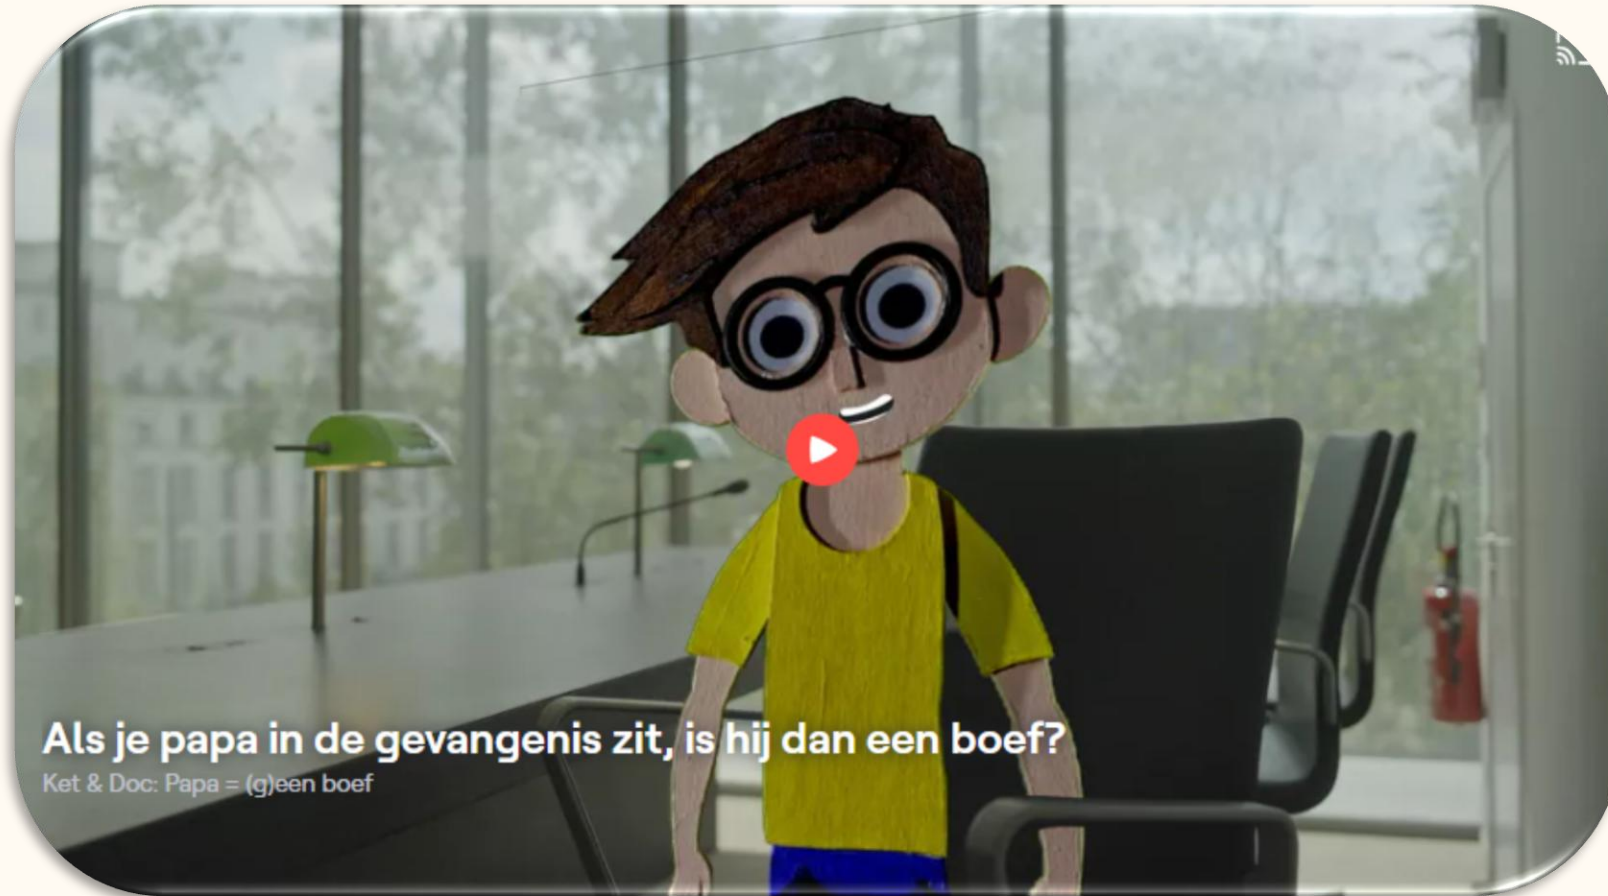 Als je papa in de gevangenis zit, is hij dan een boef?
Ket & Doc: Papa = (g)een boef